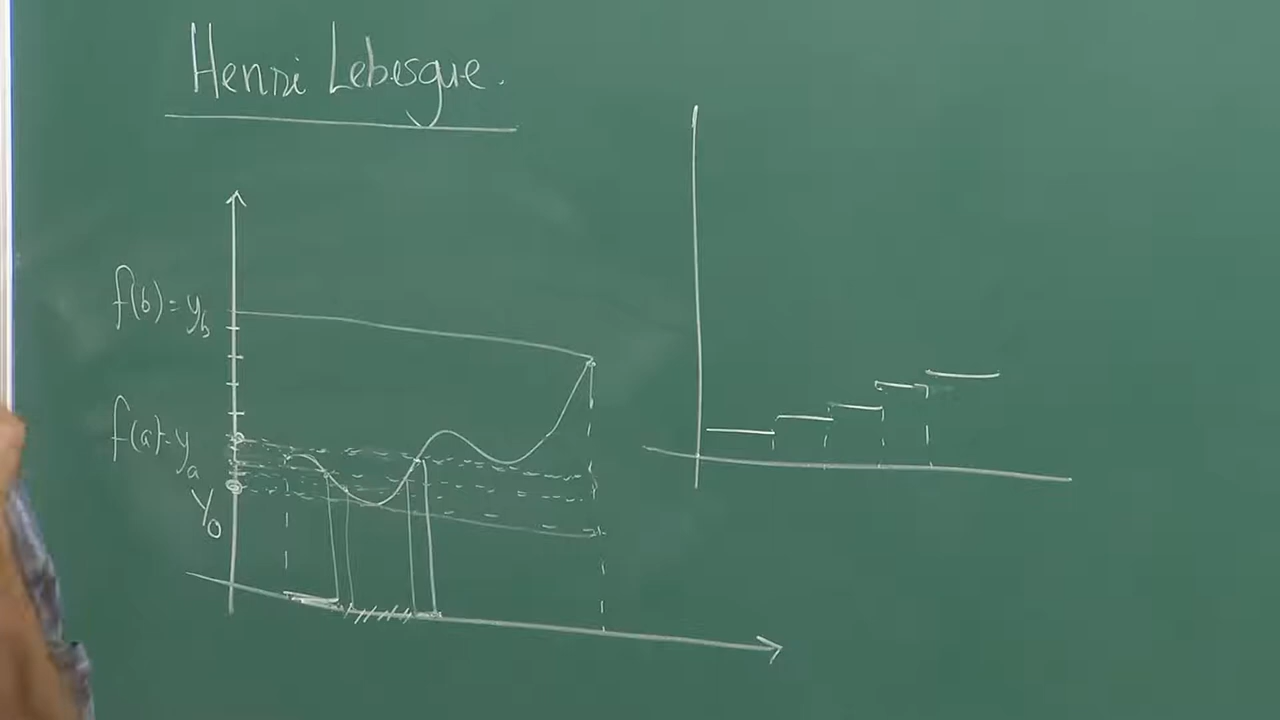 Henri Lebesgue.
f(b) = y_b
f(a) = y_a
y_0